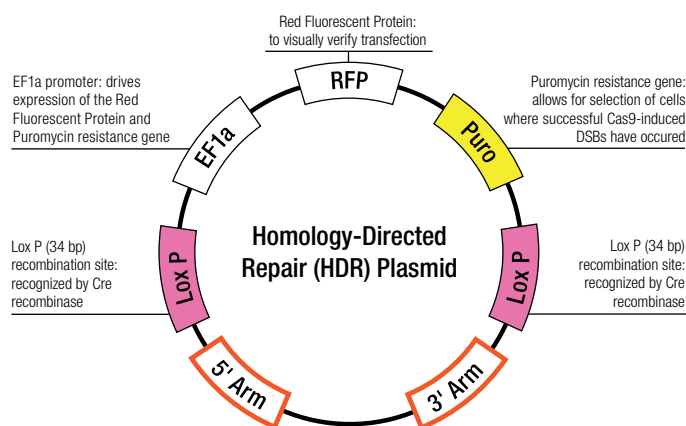 Red Fluorescent Protein:
to visually verify transfection
RFP
EF1a promoter: drives
expression of the Red
Fluorescent Protein and
Puromycin resistance gene
EF1a
Puromycin resistance gene:
allows for selection of cells
where successful Cas9-induced
DSBs have occured
Puro
Homology-Directed
Repair (HDR) Plasmid
Lox P (34 bp)
recombination site:
recognized by Cre
recombinase
Lox P
Lox P
Lox P (34 bp)
recombination site:
recognized by Cre
recombinase
5' Arm
3' Arm